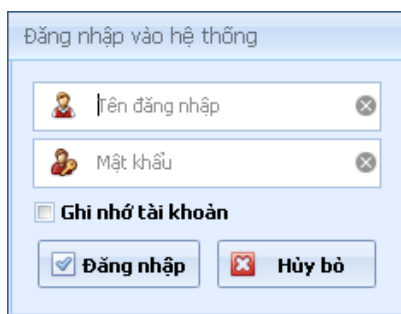 Đăng nhập vào hệ thống
Tên đăng nhập
Mật khẩu
Ghi nhớ tài khoản
Đăng nhập
Hủy bỏ